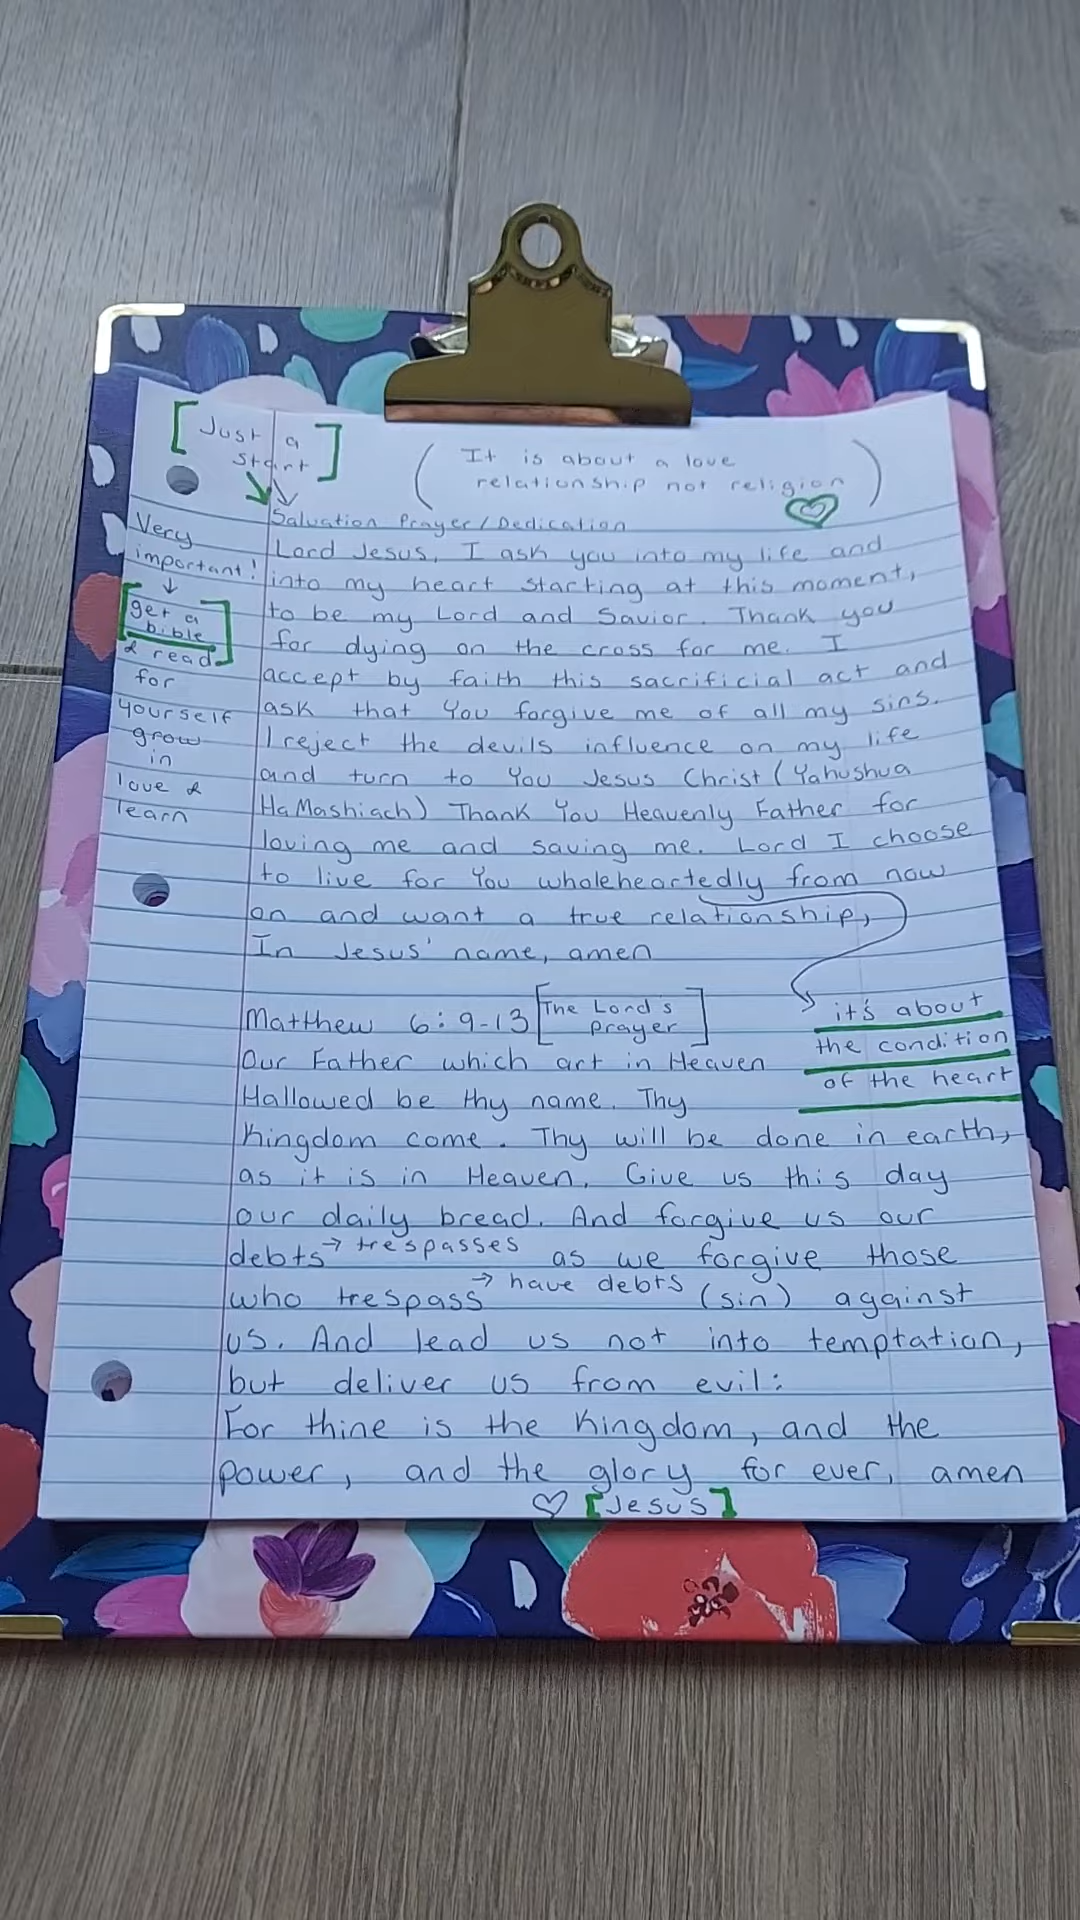 [Just a
start]
(It is about a love
relationship not religion)
Very
important!
get a
bible
& read
for
yourself
grow
in
love &
learn
Salvation Prayer/Dedication
Lord Jesus, I ask you into my life and
into my heart starting at this moment,
to be my Lord and Savior. Thank you
for dying on the cross for me. I
accept by faith this sacrificial act and
ask that You forgive me of all my sins.
I reject the devils influence on my life
and turn to You Jesus Christ (Yahushua
HaMashiach) Thank You Heavenly Father for
loving me and saving me. Lord I choose
to live for You wholeheartedly from now
on and want a true relationship,
In Jesus' name, amen
it's about
the condition
of the heart
Matthew 6:9-13 [The Lord's
prayer]
Our Father which art in Heaven
Hallowed be thy name. Thy
Kingdom come. Thy will be done in earth,
as it is in Heaven. Give us this day
our daily bread. And forgive us our
debts → trespasses as we forgive those
who trespass → have debts (sin) against
us. And lead us not into temptation,
but deliver us from evil:
For thine is the Kingdom, and the
power, and the glory for ever, amen
♡ [Jesus]